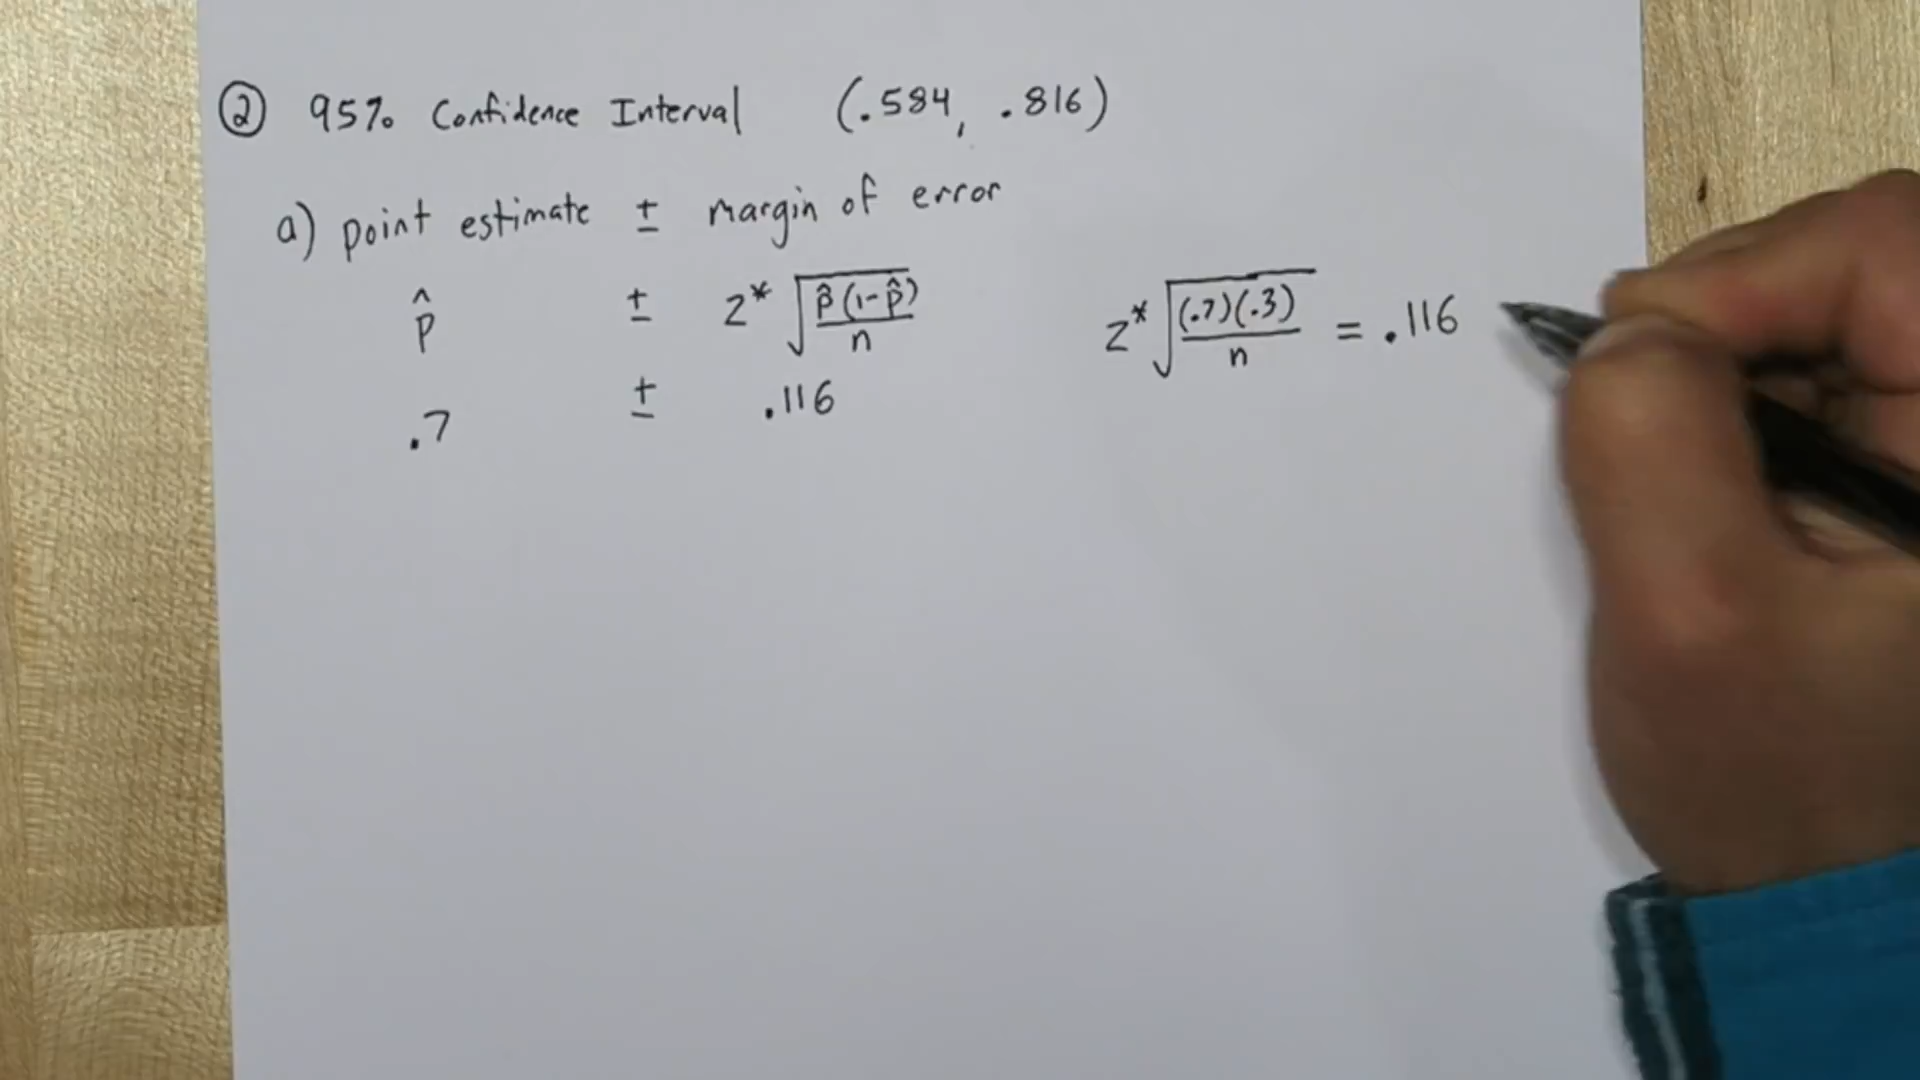 ② 95% Confidence Interval (.584, .816)
a) point estimate ± margin of error
p̂ ± z* √(p̂(1-p̂)/n) z* √((.7)(.3)/n) = .116
.7 ± .116